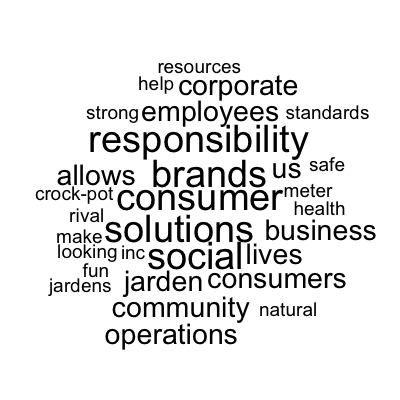 resources
help corporate
strong employees standards
responsibility
allows brands us safe
crock-pot consumer meter
rival health
make solutions business
looking inc social lives
fun
jardens jarden consumers
community natural
operations